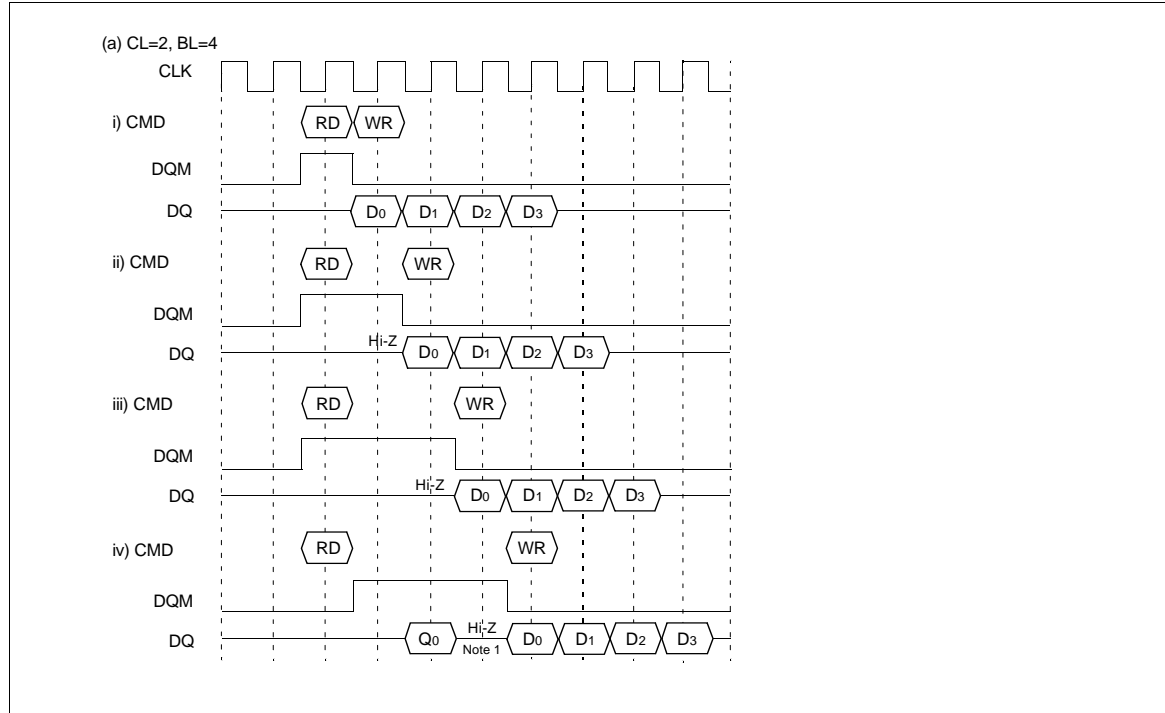 (a) CL=2, BL=4
CLK
i) CMD RD WR
DQM
DQ D0 D1 D2 D3
ii) CMD RD WR
DQM
DQ Hi-Z D0 D1 D2 D3
iii) CMD RD WR
DQM
DQ Hi-Z D0 D1 D2 D3
iv) CMD RD WR
DQM
DQ Q0 Hi-Z D0 D1 D2 D3
Note 1